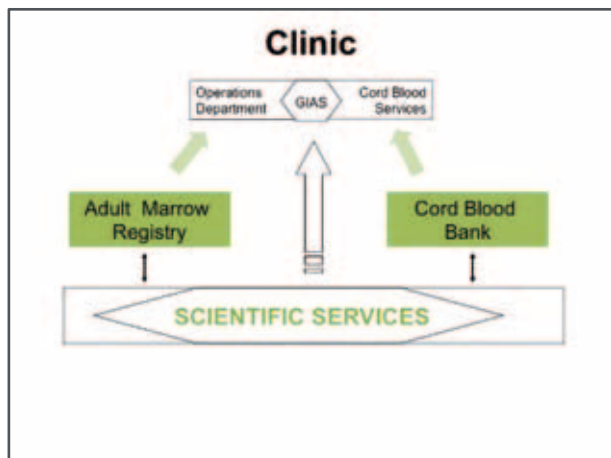 Clinic
Operations
Department
GIAS
Cord Blood
Services
Adult Marrow
Registry
Cord Blood
Bank
SCIENTIFIC SERVICES